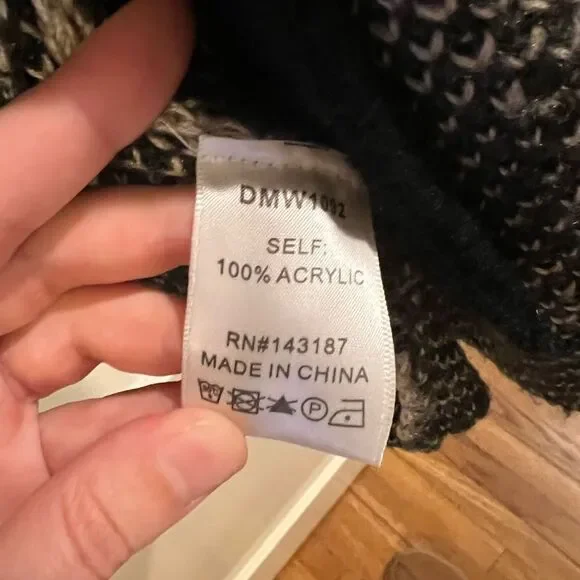 DMW1092
SELF:
100% ACRYLIC
RN#143187
MADE IN CHINA
P